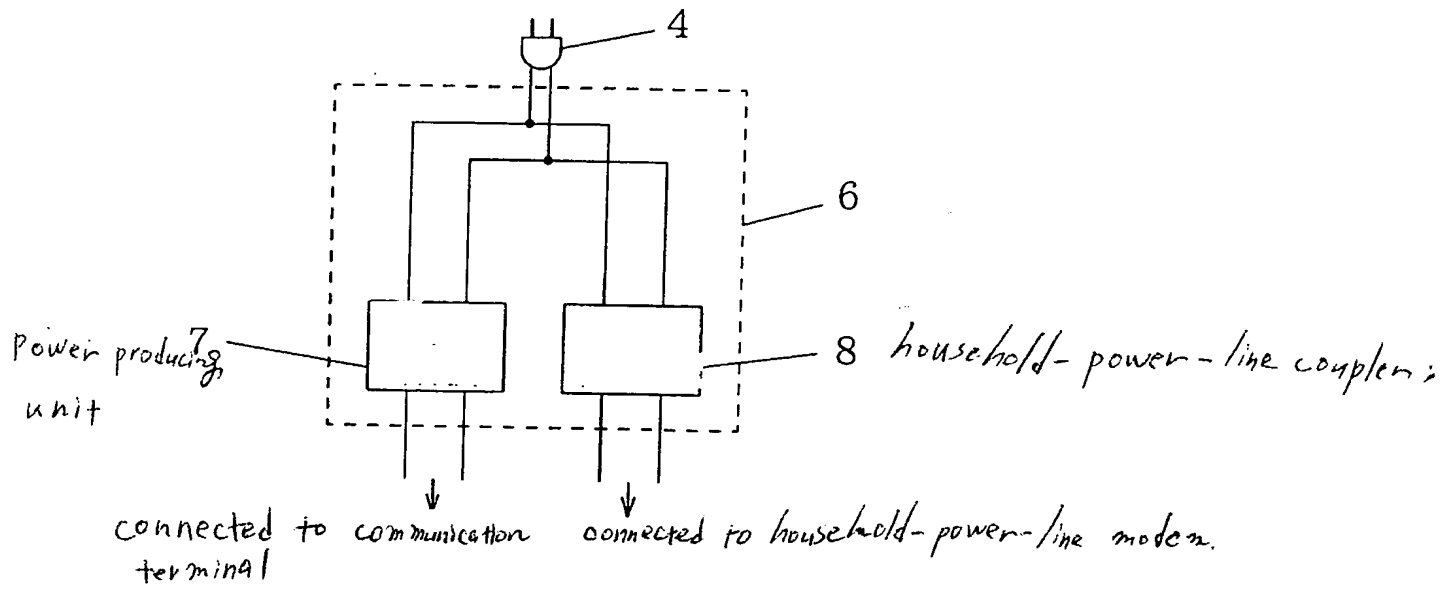 4
6
7
power producing
unit
8 household-power-line coupler
connected to communication
terminal
connected to household-power-line modem.